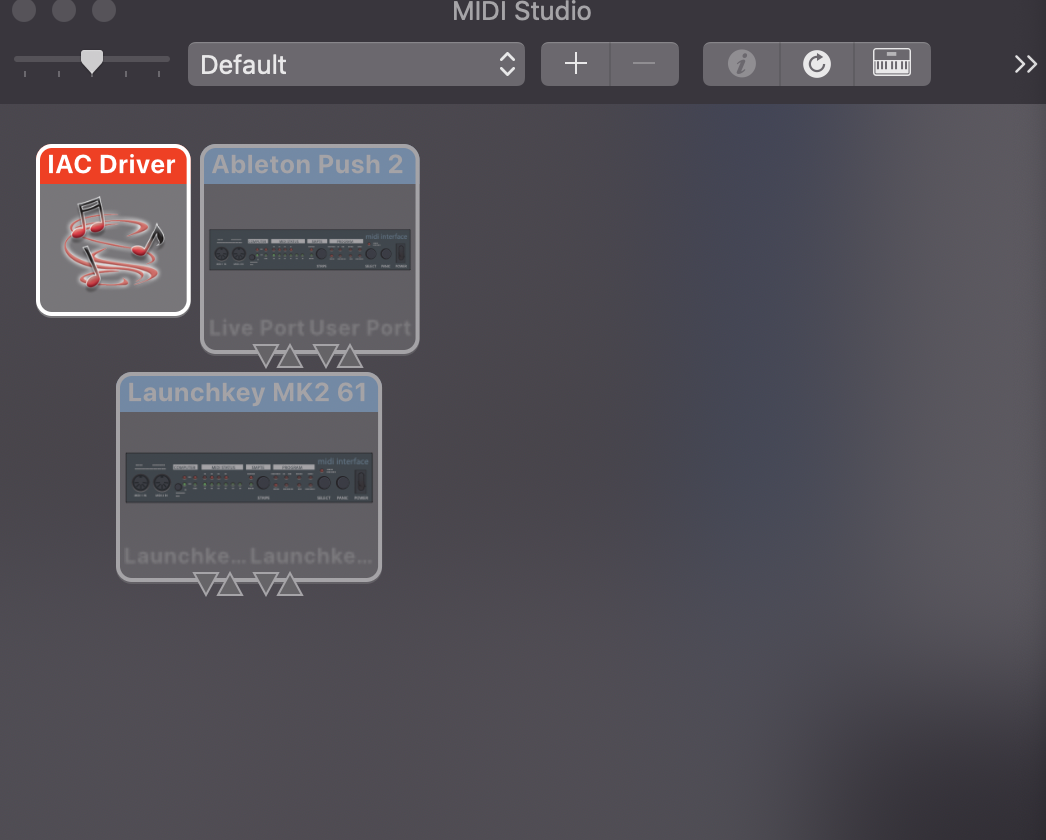 MIDI Studio
Default
IAC Driver
Ableton Push 2
midi interface
Live Port User Port
Launchkey MK2 61
midi interface
Launchke... Launchke...